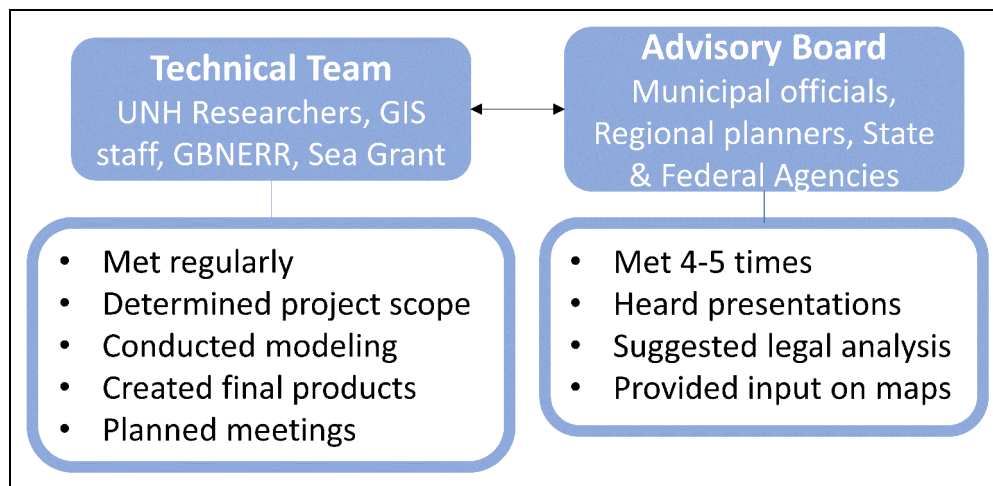 Technical Team
UNH Researchers, GIS
staff, GBNERR, Sea Grant
Advisory Board
Municipal officials,
Regional planners, State
& Federal Agencies
• Met regularly
• Determined project scope
• Conducted modeling
• Created final products
• Planned meetings
• Met 4-5 times
• Heard presentations
• Suggested legal analysis
• Provided input on maps